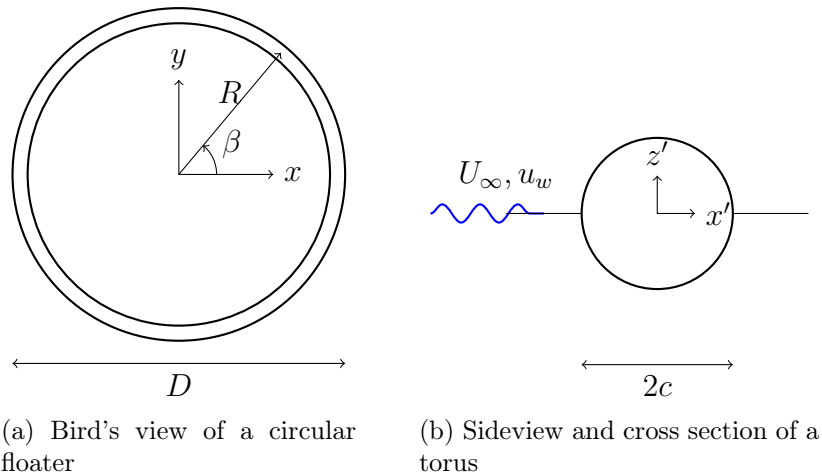 y
R
β
x
D
(a) Bird's view of a circular
floater
U∞, uw
z′
x′
2c
(b) Sideview and cross section of a
torus